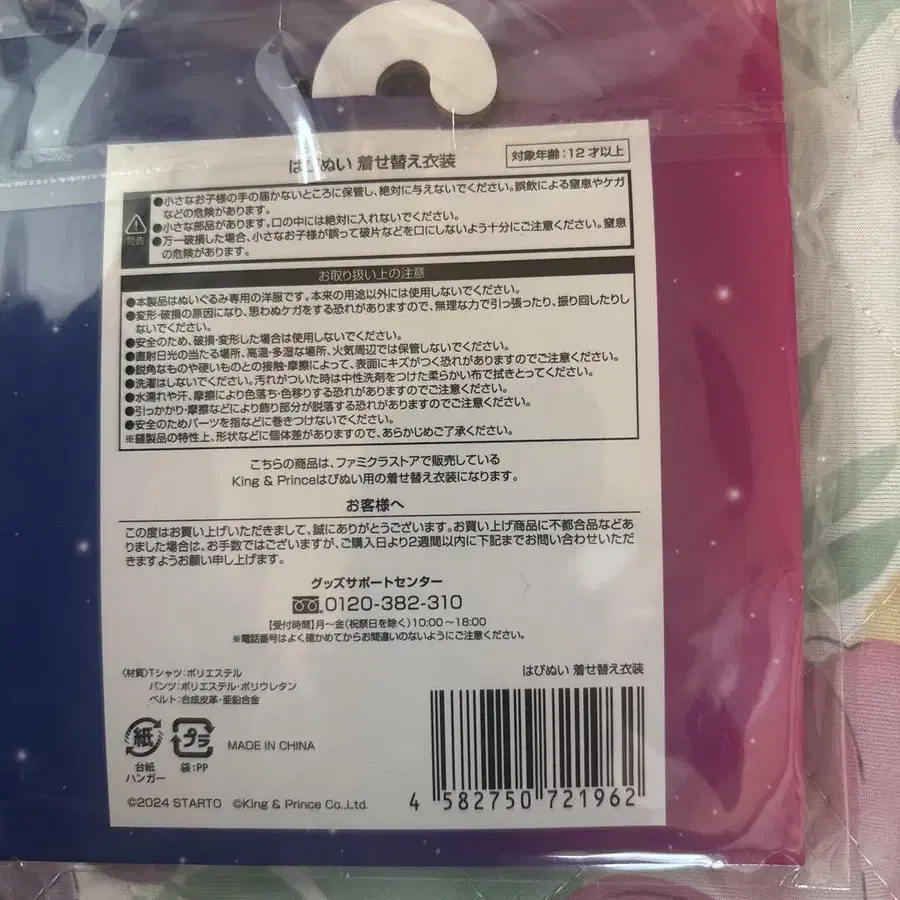 はぴぬい 着せ替え衣装
対象年齢:12才以上
警告
●小さなお子様の手の届かないところに保管し、絶対に与えないでください。誤飲による窒息やケガ
などの危険があります。
●小さな部品があります。口の中には絶対に入れないでください。
●万一破損した場合、小さなお子様が誤って破片などを口にしないよう十分にご注意ください。窒息
の危険があります。
お取り扱い上の注意
●本製品はぬいぐるみ専用の洋服です。本来の用途以外には使用しないでください。
●変形・破損の原因になり、思わぬケガをする恐れがありますので、無理な力で引っ張ったり、振り回したりし
ないでください。
●安全のため、破損・変形した場合は使用しないでください。
●直射日光の当たる場所、高温・多湿な場所、火気周辺では保管しないでください。
●鋭角なものや硬いものとの接触・摩擦によって、表面にキズがつく恐れがありますのでご注意ください。
●洗濯はしないでください。汚れがついた時は中性洗剤をつけた柔らかい布で拭きとってください。
●水濡れや汗、摩擦により色落ち・色移りする恐れがありますのでご注意ください。
●引っかかり・摩擦などにより飾り部分が脱落する恐れがありますのでご注意ください。
●安全のためパーツを指などに巻きつけないでください。
※縫製品の特性上、形状などに個体差がありますので、あらかじめご了承ください。
こちらの商品は、ファミクラストアで販売している
King & Princeはぴぬい用の着せ替え衣装になります。
お客様へ
この度はお買い上げいただきまして、誠にありがとうございます。お買い上げ商品に不都合品などあ
りました場合は、お手数ではございますが、ご購入日より2週間以内に下記までお問い合わせいただ
きますようお願い申し上げます。
グッズサポートセンター
0120-382-310
【受付時間】月~金(祝祭日を除く)10:00~18:00
※電話番号はよく確かめてからお間違いのないようにご注意ください。
〈材質〉Tシャツ:ポリエステル
パンツ:ポリエステル・ポリウレタン
ベルト:合成皮革・亜鉛合金
はぴぬい 着せ替え衣装
紙
プラ
台紙
ハンガー
袋:PP
MADE IN CHINA
©2024 STARTO ©King & Prince Co.,Ltd.
4 582750 721962